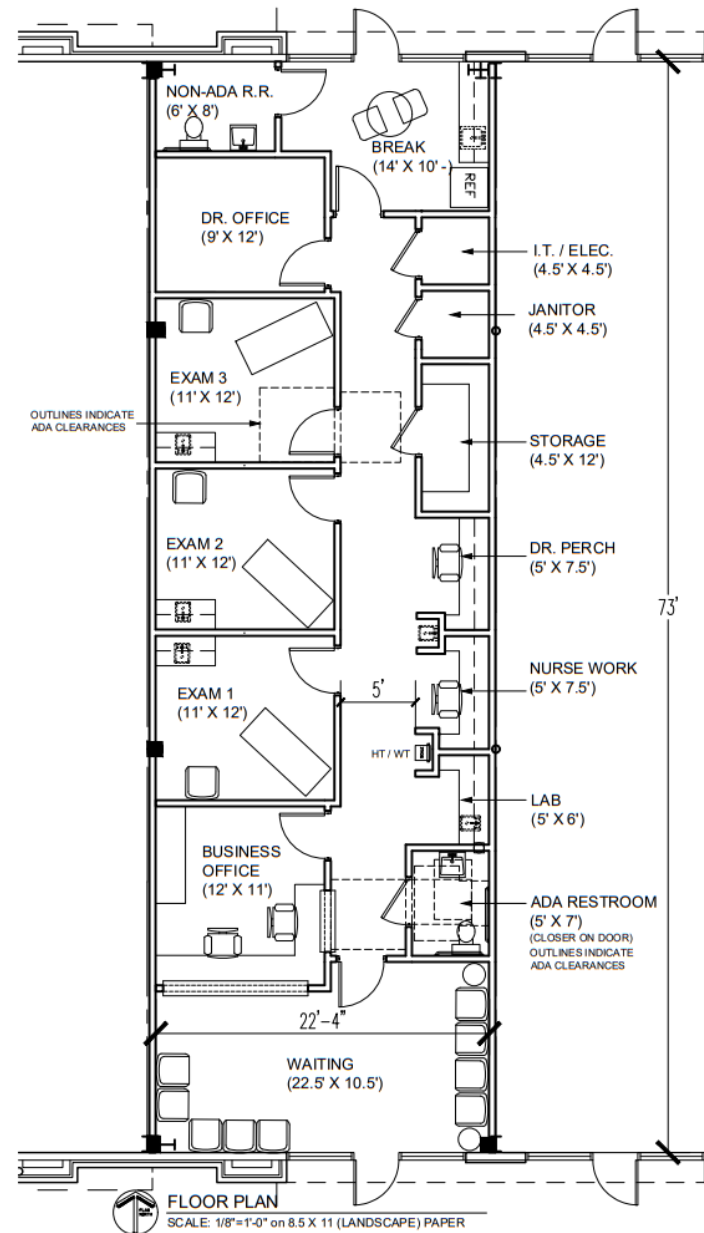 NON-ADA R.R.
(6' X 8')
BREAK
(14' X 10'-)
REF
DR. OFFICE
(9' X 12')
I.T. / ELEC.
(4.5' X 4.5')
JANITOR
(4.5' X 4.5')
EXAM 3
(11' X 12')
OUTLINES INDICATE
ADA CLEARANCES
STORAGE
(4.5' X 12')
EXAM 2
(11' X 12')
DR. PERCH
(5' X 7.5')
73'
NURSE WORK
(5' X 7.5')
EXAM 1
(11' X 12')
5'
HT / WT
LAB
(5' X 6')
BUSINESS
OFFICE
(12' X 11')
ADA RESTROOM
(5' X 7')
(CLOSER ON DOOR)
OUTLINES INDICATE
ADA CLEARANCES
22'-4"
WAITING
(22.5' X 10.5')
FLOOR PLAN
SCALE: 1/8"=1'-0" on 8.5 X 11 (LANDSCAPE) PAPER